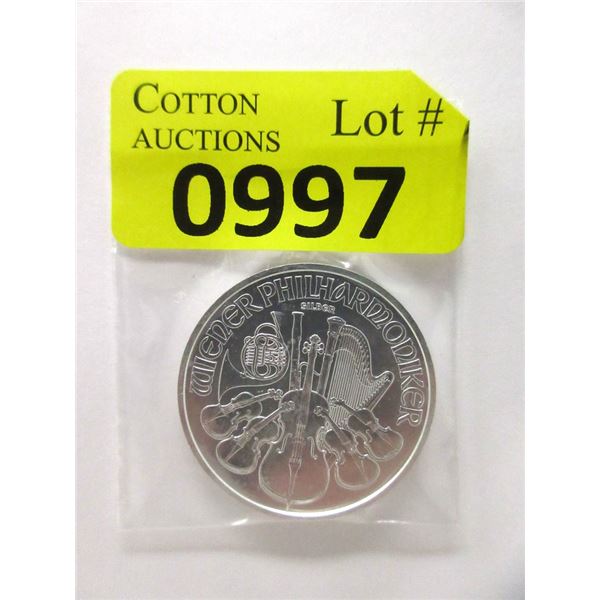 COTTON
AUCTIONS
Lot #
0997
WIENER PHILHARMONIKER
SILBER